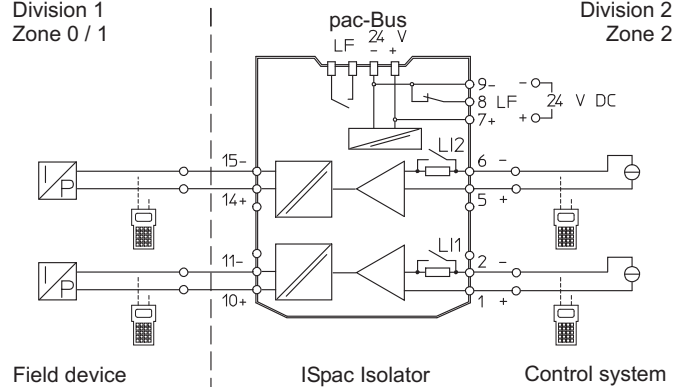 Division 1
Zone 0 / 1
pac-Bus
Division 2
Zone 2
LF 24 V
- +
9-
8 LF
7+
-
+
24 V DC
I
P
15-
14+
LI2
6 -
5 +
I
P
11-
10+
LI1
2 -
1 +
Field device
ISpac Isolator
Control system